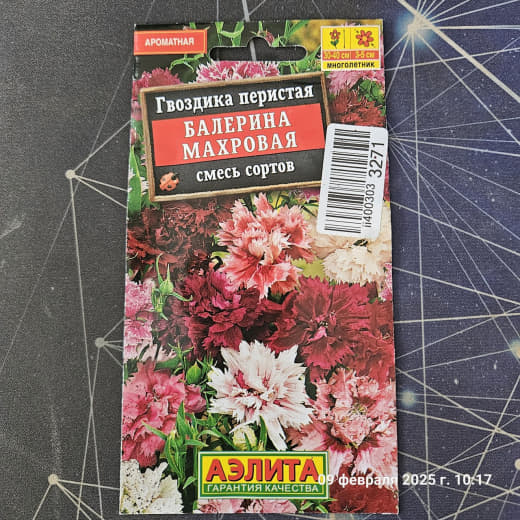 АРОМАТНАЯ
30-40 см 3-5 см
МНОГОЛЕТНИК
Гвоздика перистая
БАЛЕРИНА
МАХРОВАЯ
смесь сортов
3271
400303
АЭЛИТА
ГАРАНТИЯ КАЧЕСТВА
09 февраля 2025 г. 10:17